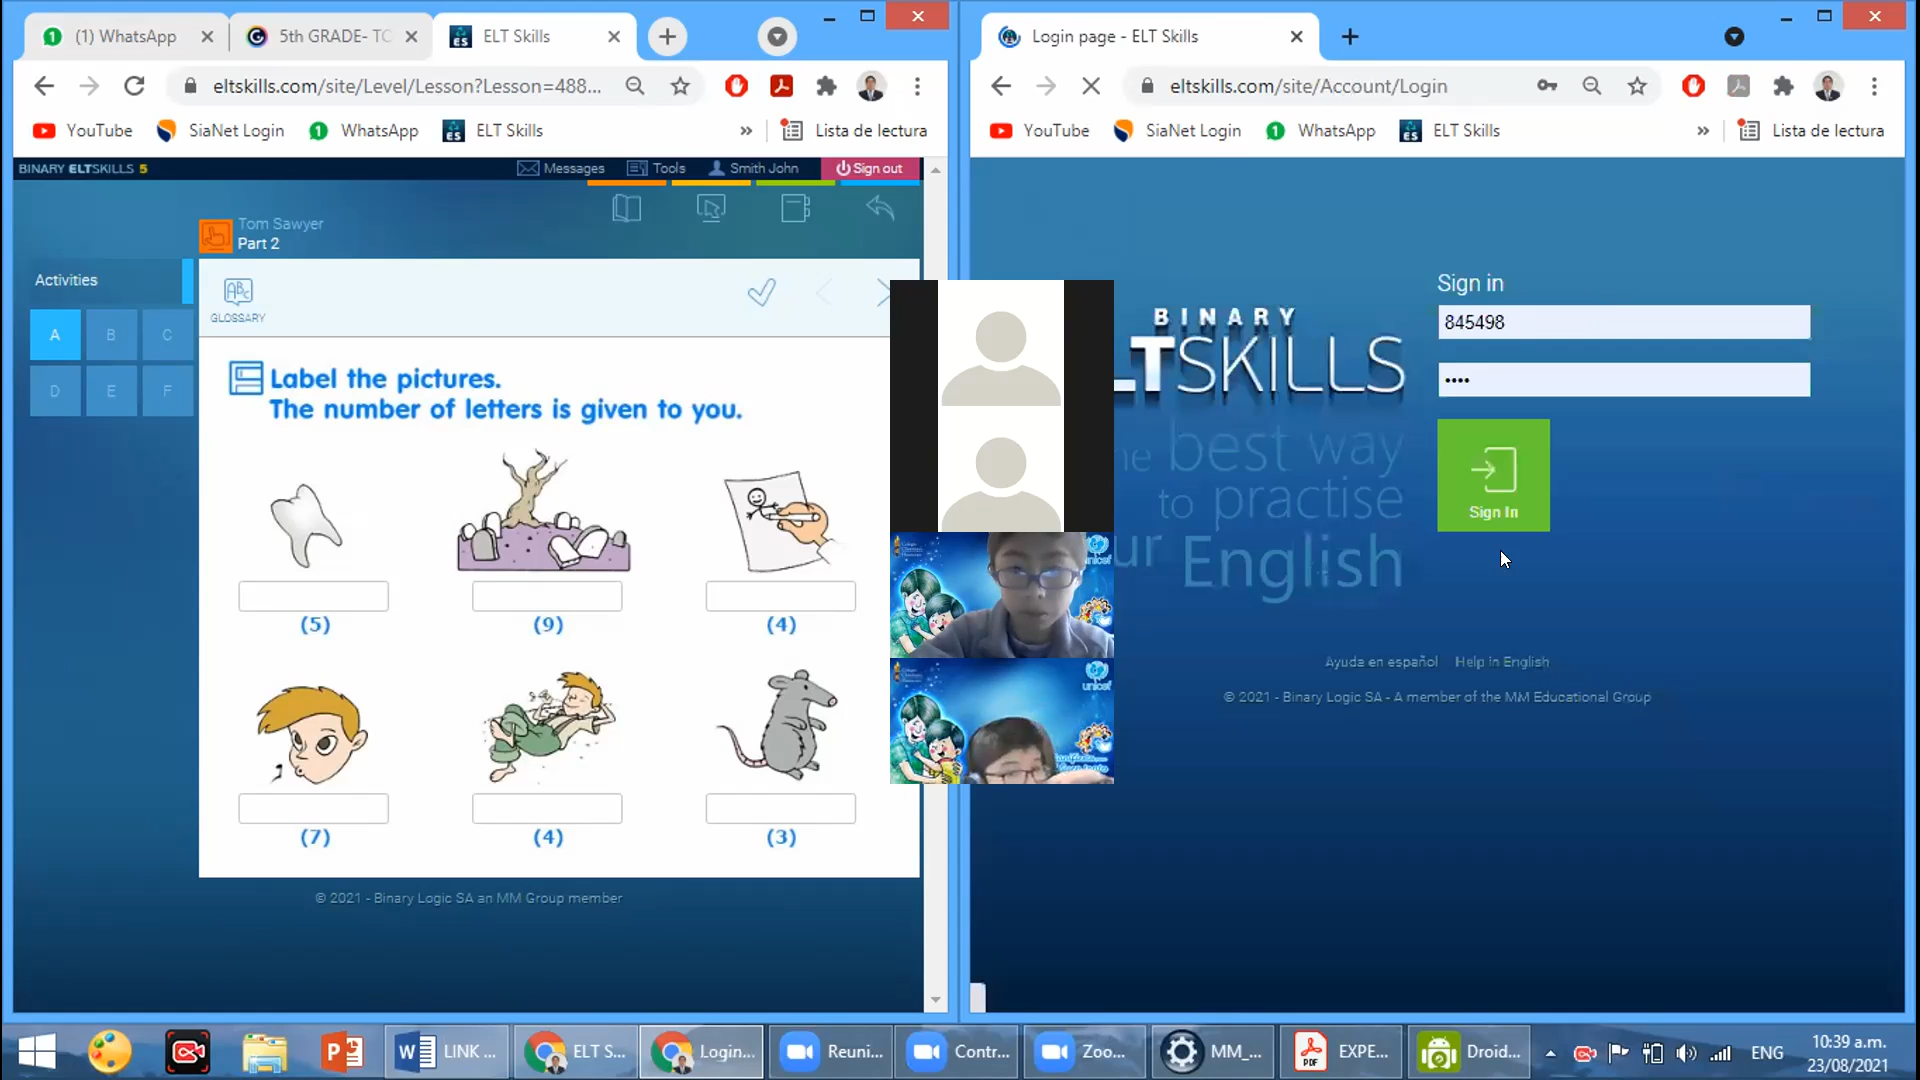 (1) WhatsApp
5th GRADE- TC
ELT Skills
Login page - ELT Skills
eltskills.com/site/Level/Lesson?Lesson=488...
eltskills.com/site/Account/Login
YouTube
SiaNet Login
WhatsApp
ELT Skills
Lista de lectura
YouTube
SiaNet Login
WhatsApp
ELT Skills
Lista de lectura
BINARY ELTSKILLS 5
Messages
Tools
Smith John
Sign out
Tom Sawyer
Part 2
Activities
A B C
D E F
ABC
GLOSSARY
Label the pictures.
The number of letters is given to you.
(5)
(9)
(4)
(7)
(4)
(3)
© 2021 - Binary Logic SA an MM Group member
unicef
unicef
BINARY
LTSKILLS
best way
to practise
English
Sign in
845498
••••
Sign In
Ayuda en español Help in English
© 2021 - Binary Logic SA - A member of the MM Educational Group
LINK ...
ELT S...
Login...
Reuni...
Contr...
Zoo...
MM_...
EXPE...
Droid...
ENG
10:39 a.m.
23/08/2021